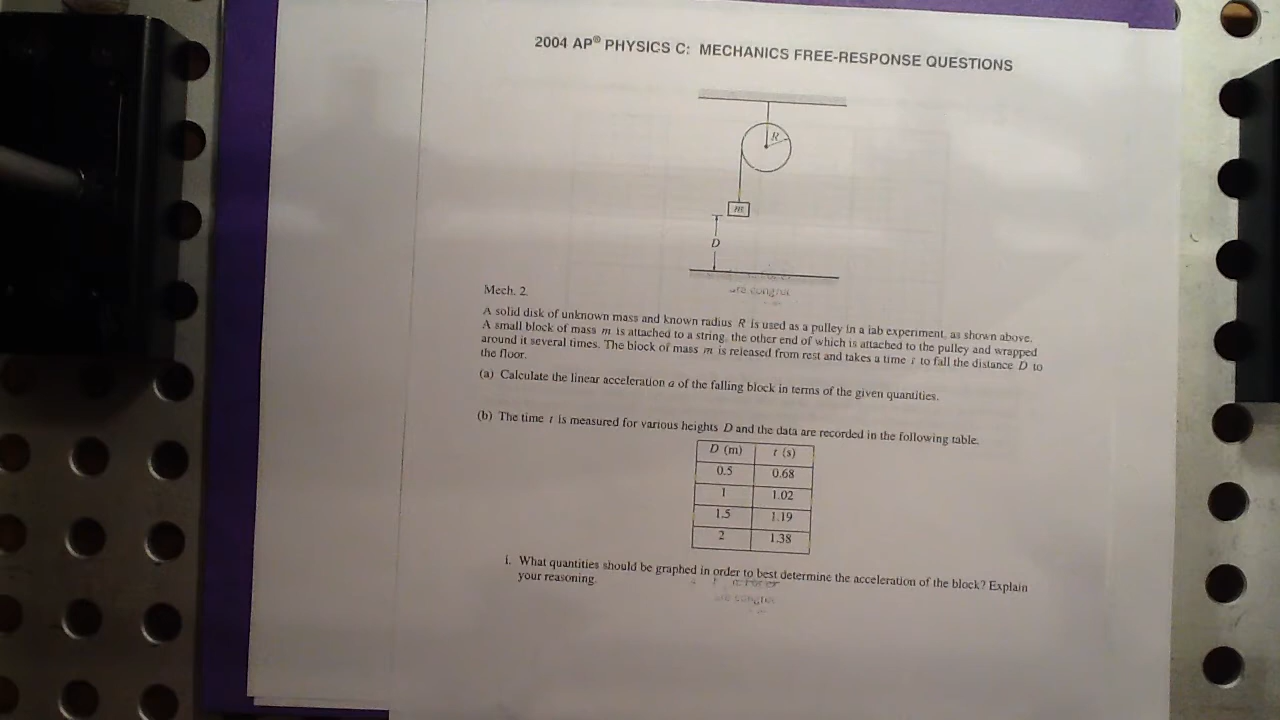 2004 AP® PHYSICS C: MECHANICS FREE-RESPONSE QUESTIONS
R
m
D
Mech. 2.
A solid disk of unknown mass and known radius R is used as a pulley in a lab experiment, as shown above.
A small block of mass m is attached to a string, the other end of which is attached to the pulley and wrapped
around it several times. The block of mass m is released from rest and takes a time t to fall the distance D to
the floor.
(a) Calculate the linear acceleration a of the falling block in terms of the given quantities.
(b) The time t is measured for various heights D and the data are recorded in the following table.
D (m) t (s)
0.5 0.68
1 1.02
1.5 1.19
2 1.38
i. What quantities should be graphed in order to best determine the acceleration of the block? Explain
your reasoning.